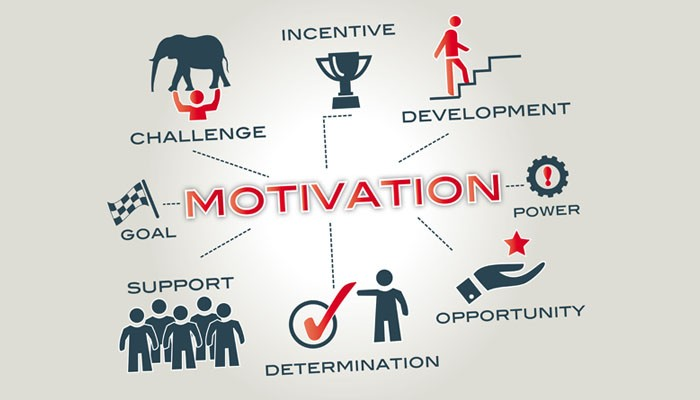 INCENTIVE
CHALLENGE
DEVELOPMENT
MOTIVATION
GOAL
POWER
SUPPORT
OPPORTUNITY
DETERMINATION